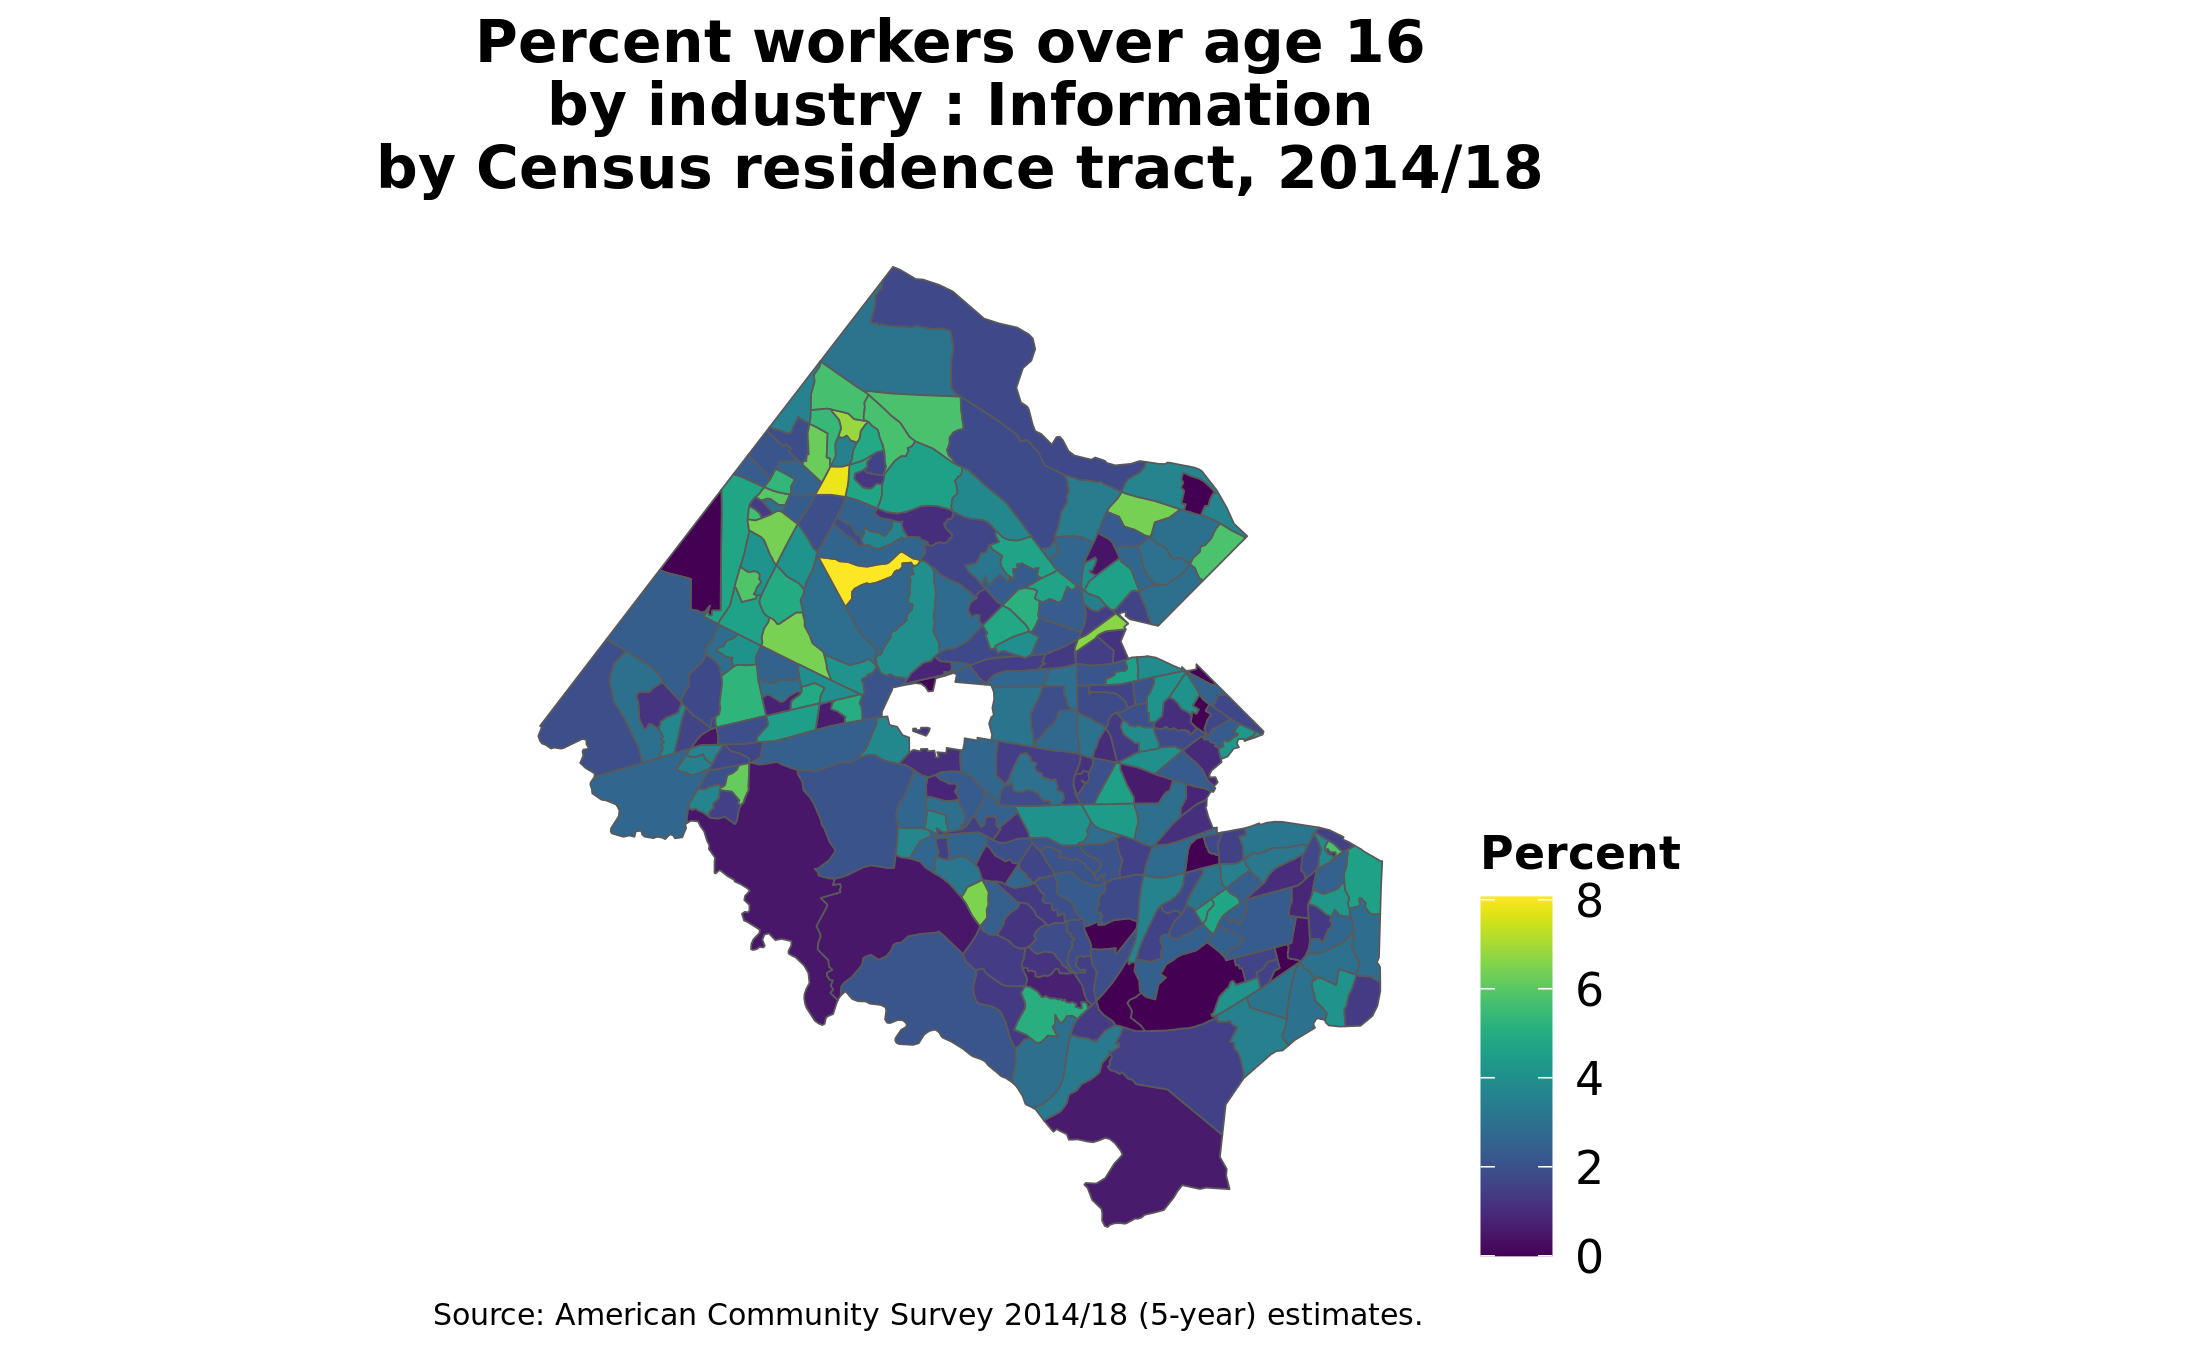 Percent workers over age 16
by industry : Information
by Census residence tract, 2014/18
Percent
8
6
4
2
0
Source: American Community Survey 2014/18 (5-year) estimates.